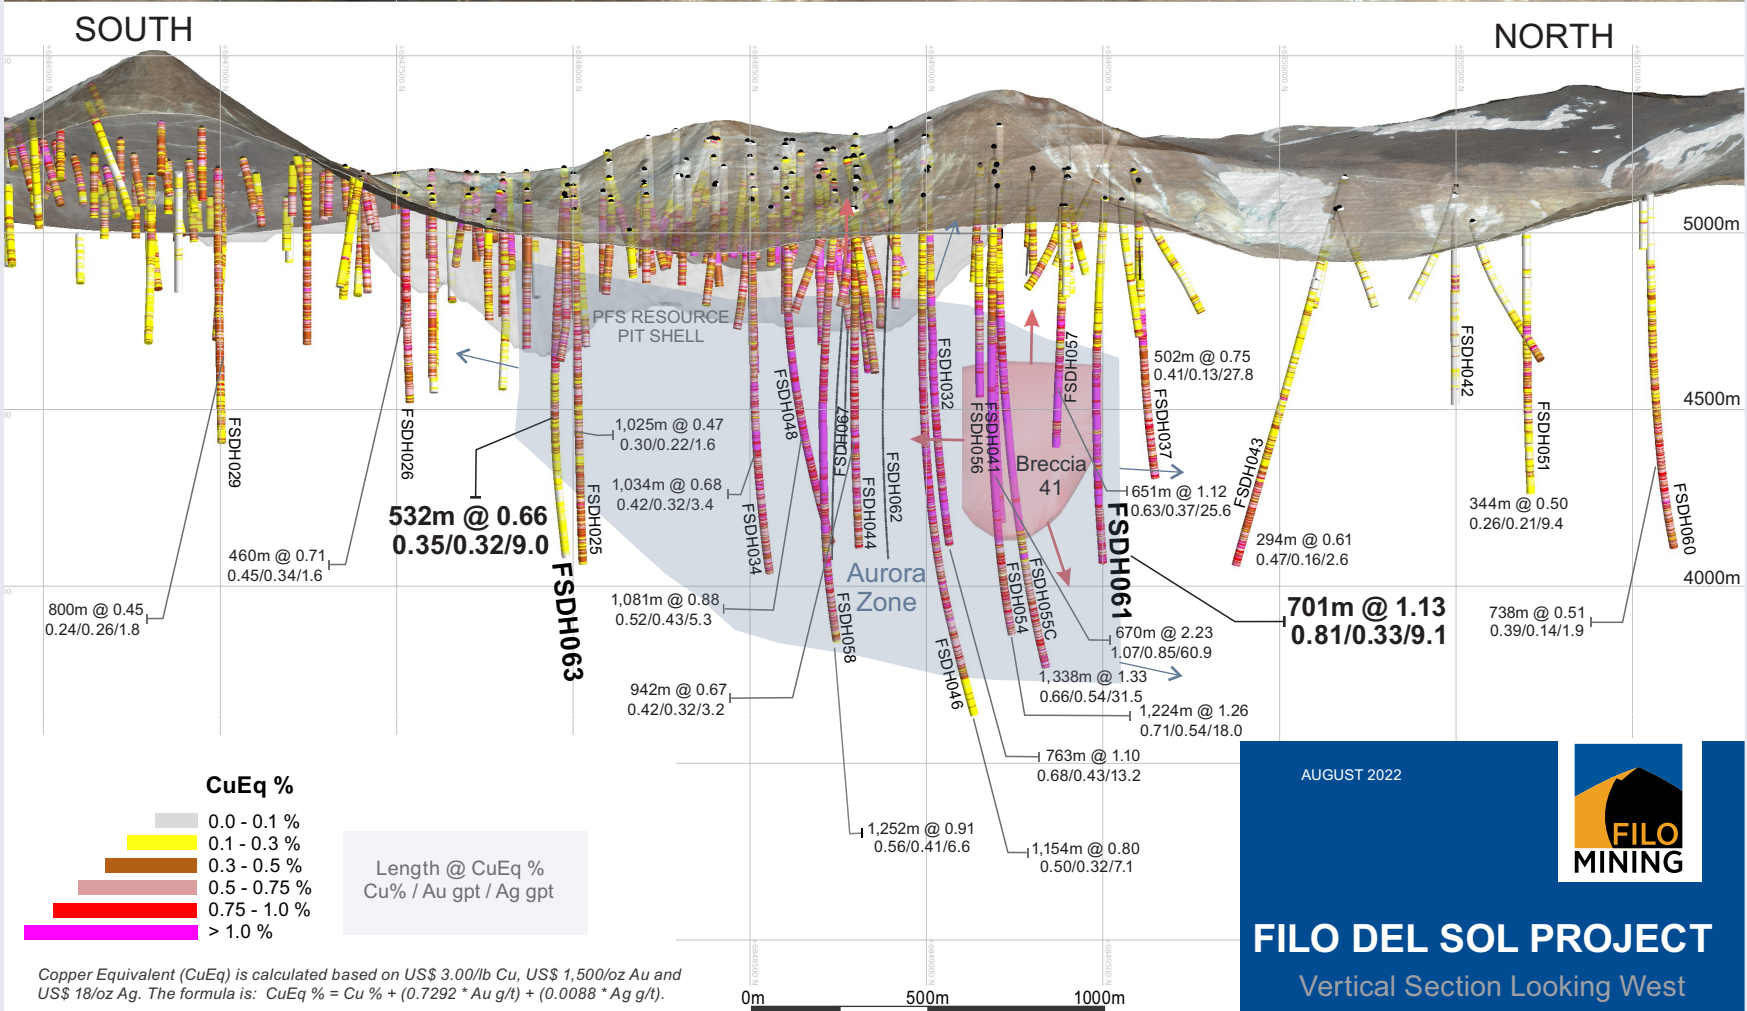 SOUTH
NORTH
6846500 N
6847000 N
6847500 N
6848000 N
6848500 N
6849000 N
6849500 N
6850000 N
6850500 N
6851000 N
5000m
4500m
4000m
PFS RESOURCE
PIT SHELL
FSDH029
FSDH026
FSDH025
FSDH063
FSDH034
FSDH048
FSDH067
FSDH058
FSDH044
FSDH062
FSDH032
FSDH046
FSDH056
FSDH041
FSDH054
FSDH055C
FSDH057
FSDH061
FSDH037
FSDH043
FSDH042
FSDH051
FSDH060
Breccia
41
Aurora
Zone
502m @ 0.75
0.41/0.13/27.8
1,025m @ 0.47
0.30/0.22/1.6
1,034m @ 0.68
0.42/0.32/3.4
532m @ 0.66
0.35/0.32/9.0
651m @ 1.12
0.63/0.37/25.6
344m @ 0.50
0.26/0.21/9.4
294m @ 0.61
0.47/0.16/2.6
460m @ 0.71
0.45/0.34/1.6
800m @ 0.45
0.24/0.26/1.8
1,081m @ 0.88
0.52/0.43/5.3
701m @ 1.13
0.81/0.33/9.1
738m @ 0.51
0.39/0.14/1.9
670m @ 2.23
1.07/0.85/60.9
942m @ 0.67
0.42/0.32/3.2
1,338m @ 1.33
0.66/0.54/31.5
1,224m @ 1.26
0.71/0.54/18.0
763m @ 1.10
0.68/0.43/13.2
1,252m @ 0.91
0.56/0.41/6.6
1,154m @ 0.80
0.50/0.32/7.1
CuEq %
0.0 - 0.1 %
0.1 - 0.3 %
0.3 - 0.5 %
0.5 - 0.75 %
0.75 - 1.0 %
> 1.0 %
Length @ CuEq %
Cu% / Au gpt / Ag gpt
Copper Equivalent (CuEq) is calculated based on US$ 3.00/lb Cu, US$ 1,500/oz Au and
US$ 18/oz Ag. The formula is: CuEq % = Cu % + (0.7292 * Au g/t) + (0.0088 * Ag g/t).
6848500 N
6849000 N
6849500 N
0m
500m
1000m
AUGUST 2022
FILO
MINING
FILO DEL SOL PROJECT
Vertical Section Looking West